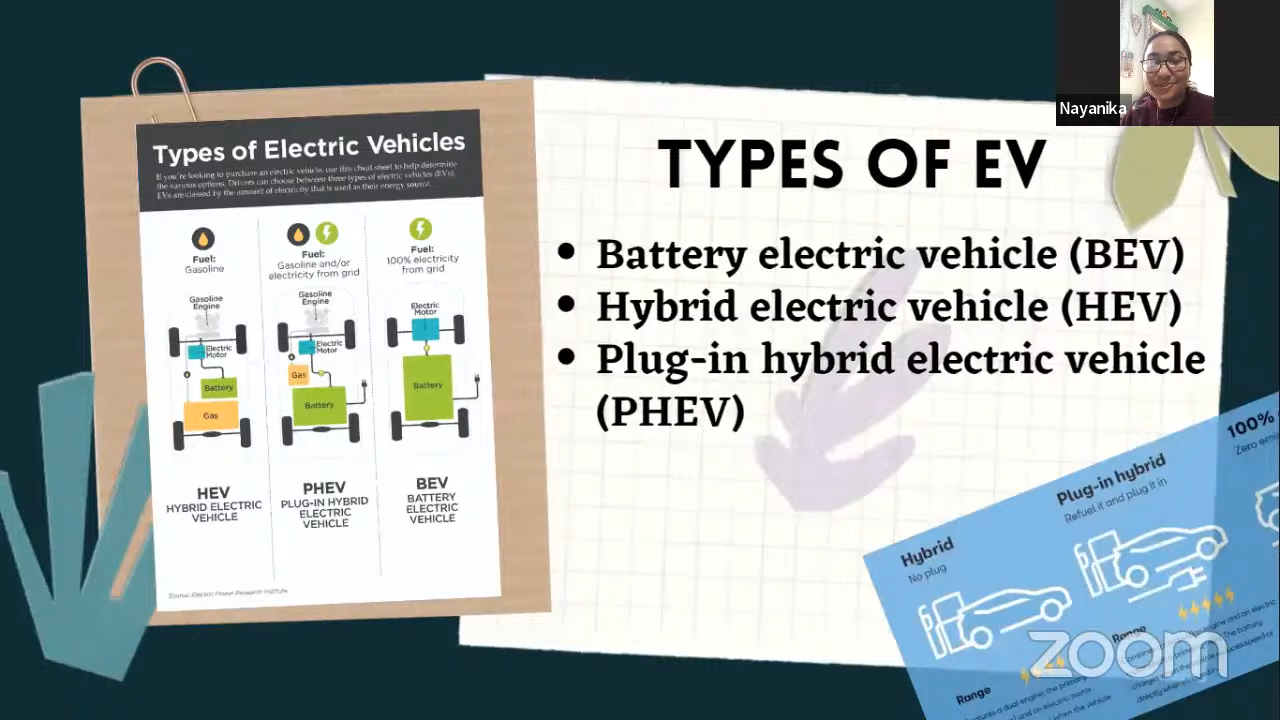 Nayanika
Types of Electric Vehicles
If you're looking to purchase an electric vehicle, use this cheat sheet to help determine
the various options. Drivers can choose between three types of electric vehicles (EVs).
EVs are classed by the amount of electricity that is used as their energy source.
Fuel:
Gasoline
Fuel:
Gasoline and/or
electricity from grid
Fuel:
100% electricity
from grid
Gasoline
Engine
Electric
Motor
Battery
Gas
Gasoline
Engine
Electric
Motor
Gas
Battery
Electric
Motor
Battery
HEV
HYBRID ELECTRIC
VEHICLE
PHEV
PLUG-IN HYBRID
ELECTRIC
VEHICLE
BEV
BATTERY
ELECTRIC
VEHICLE
Source: Electric Power Research Institute.
TYPES OF EV
• Battery electric vehicle (BEV)
• Hybrid electric vehicle (HEV)
• Plug-in hybrid electric vehicle
(PHEV)
Hybrid
No plug
Range
Plug-in hybrid
Refuel it and plug it in
Range
100%
Zero
zoom